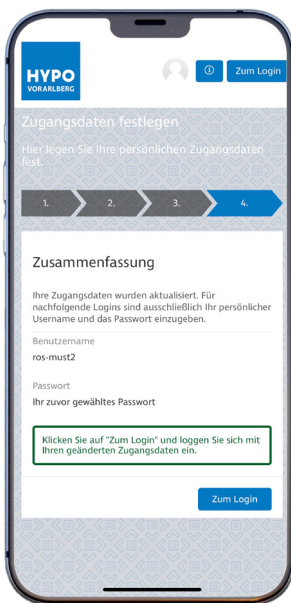 HYPO
VORARLBERG
Zum Login
Zugangsdaten festlegen
Hier legen Sie Ihre persönlichen Zugangsdaten
fest.
1.
2.
3.
4.
Zusammenfassung
Ihre Zugangsdaten wurden aktualisiert. Für
nachfolgende Logins sind ausschließlich Ihr persönlicher
Username und das Passwort einzugeben.
Benutzername
ros-must2
Passwort
Ihr zuvor gewähltes Passwort
Klicken Sie auf "Zum Login" und loggen Sie sich mit
Ihren geänderten Zugangsdaten ein.
Zum Login